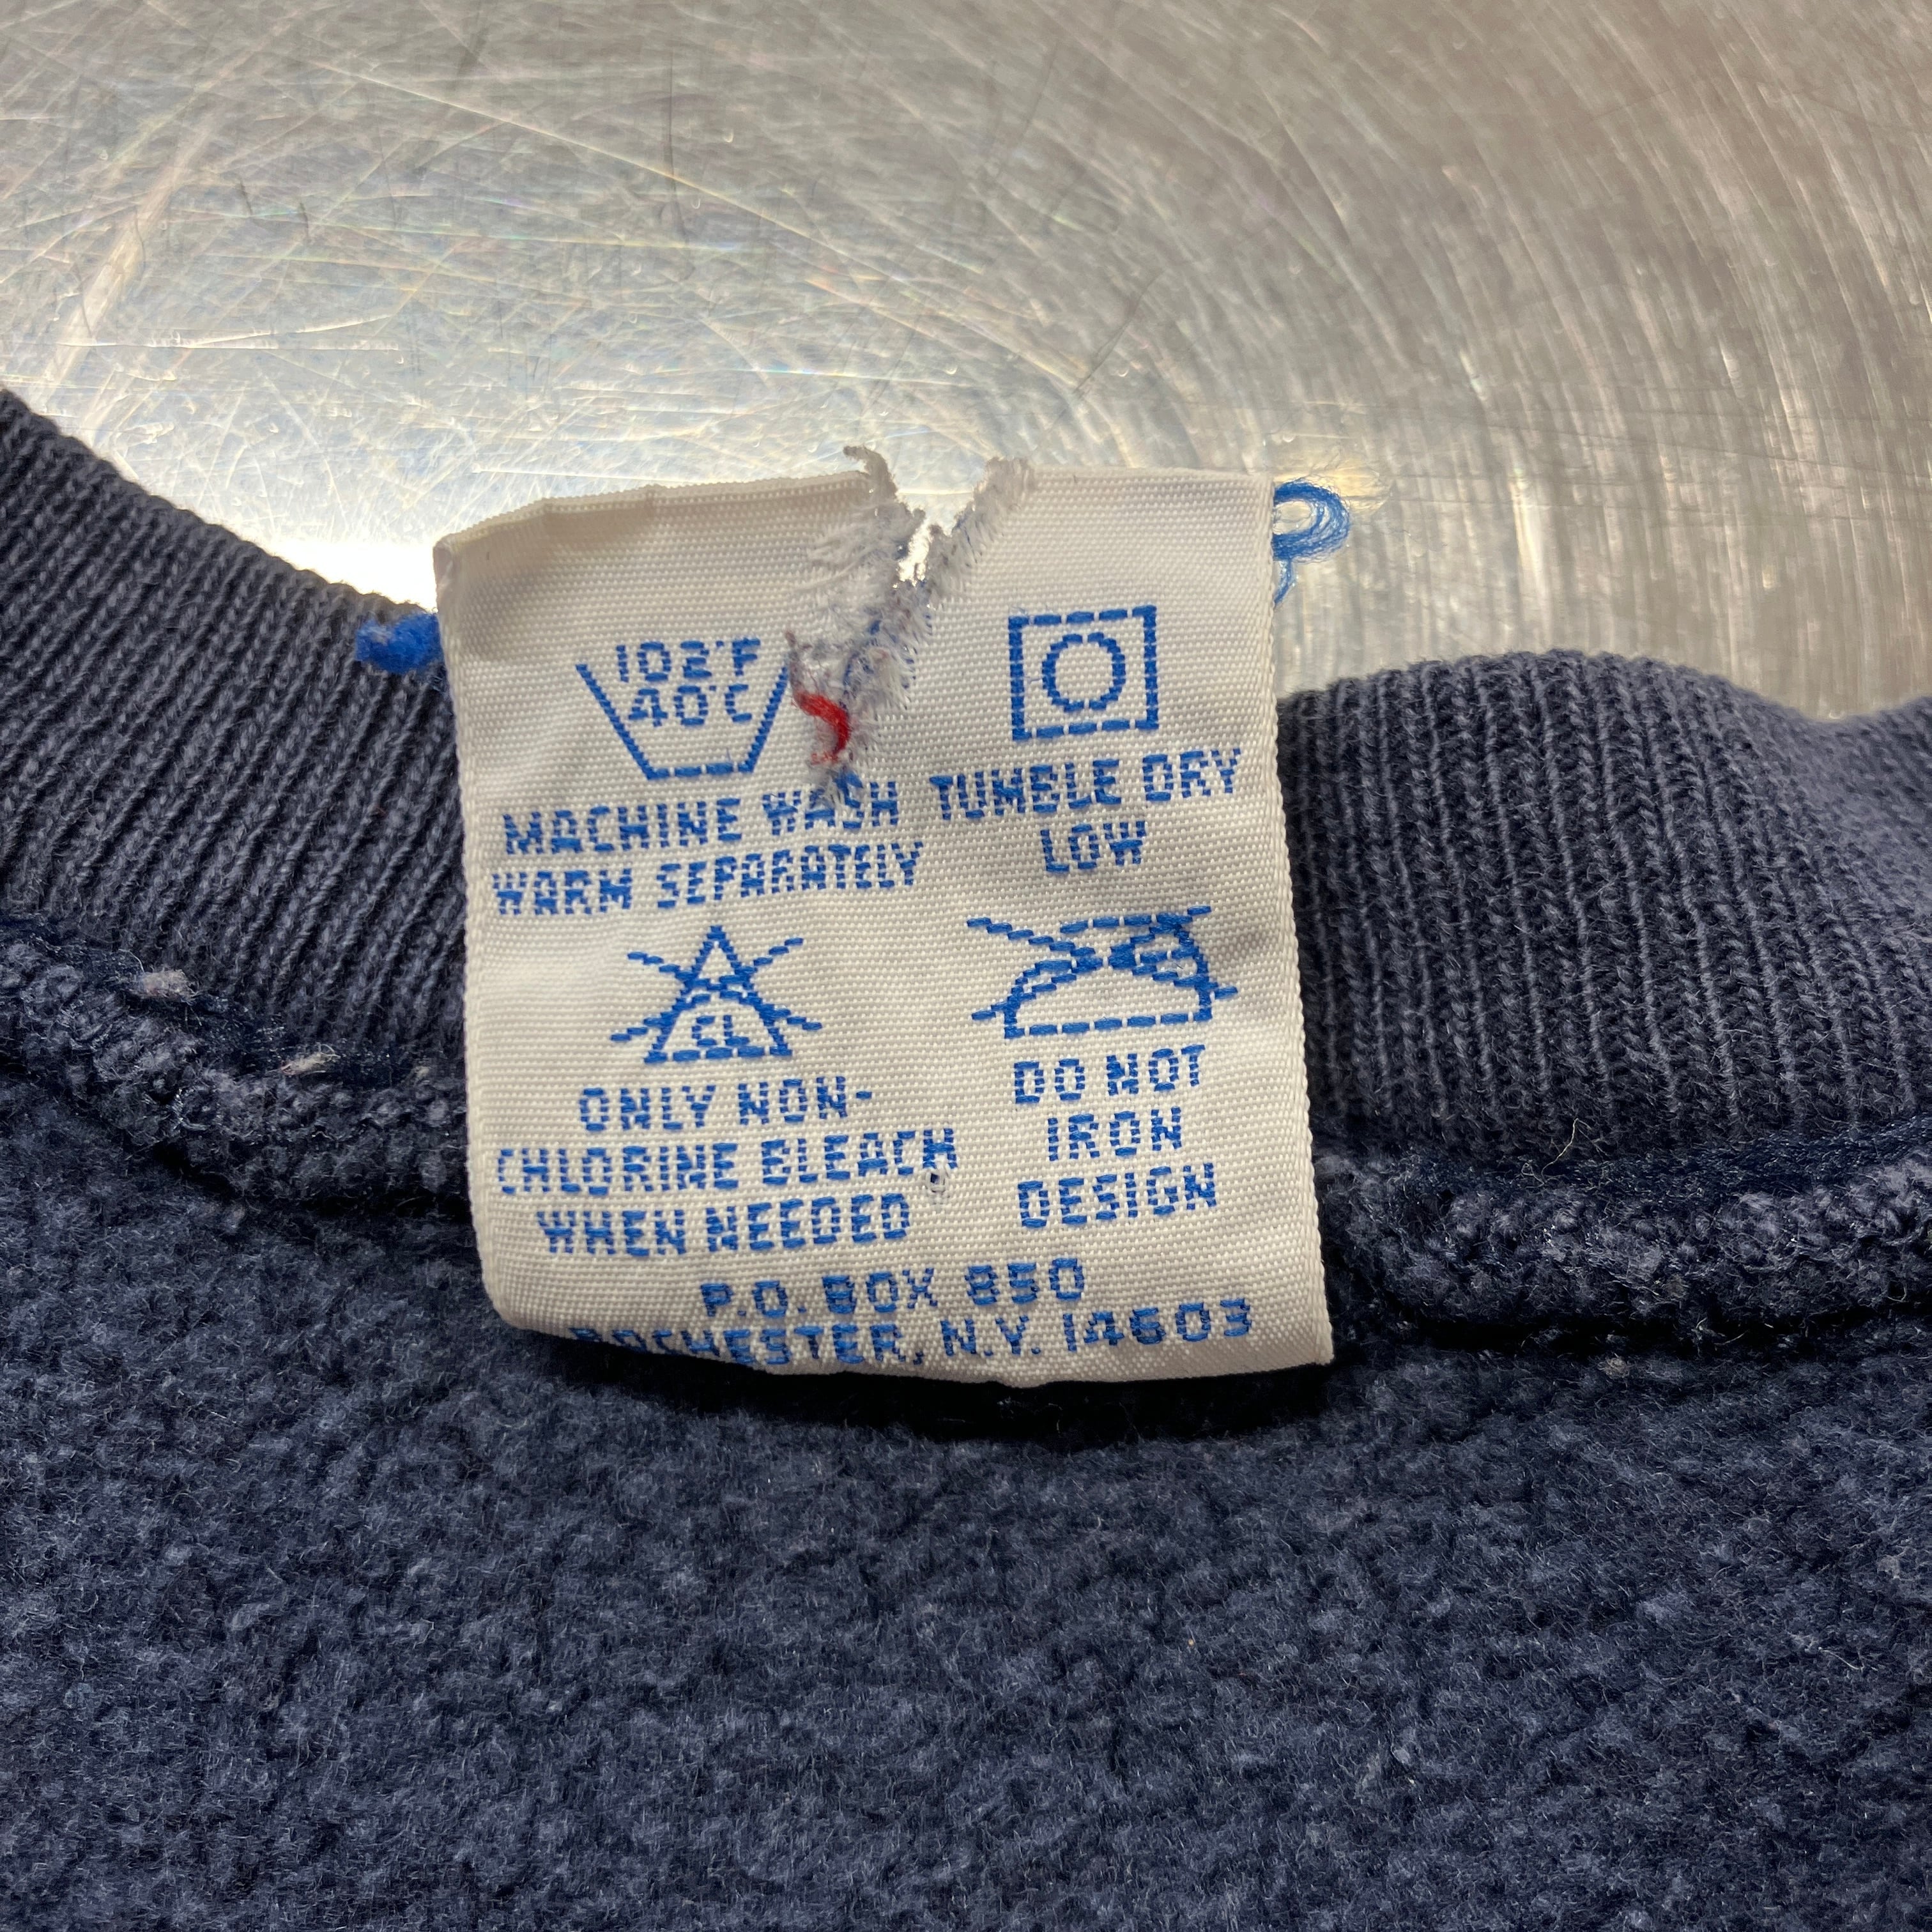 102°F
40°C
MACHINE WASH
WARM SEPARATELY
TUMBLE DRY
LOW
CL
ONLY NON-
CHLORINE BLEACH
WHEN NEEDED
DO NOT
IRON
DESIGN
P.O. BOX 850
ROCHESTER, N.Y. 14603